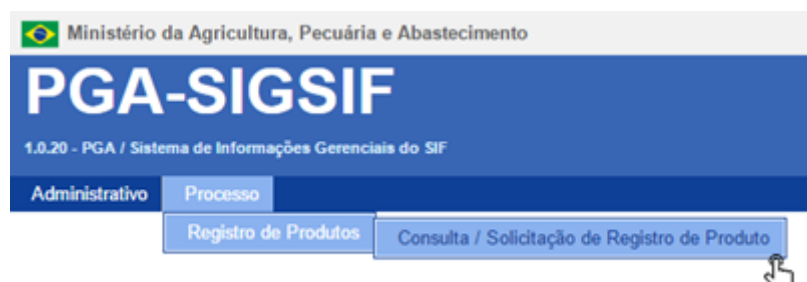 Ministério da Agricultura, Pecuária e Abastecimento
PGA-SIGSIF
1.0.20 - PGA / Sistema de Informações Gerenciais do SIF
Administrativo Processo
Registro de Produtos Consulta / Solicitação de Registro de Produto